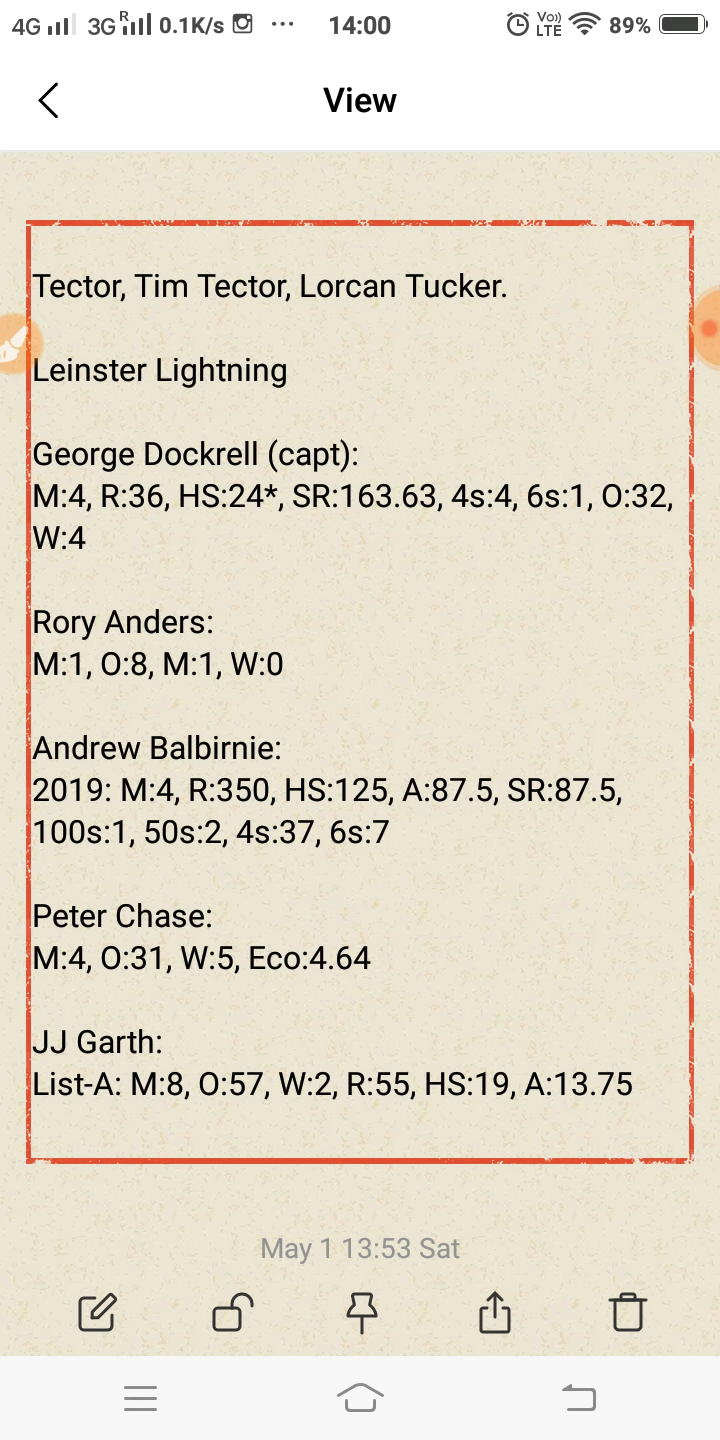 4G 3G R 0.1K/s ... 14:00 Vo)) LTE 89%
View
Tector, Tim Tector, Lorcan Tucker.
Leinster Lightning
George Dockrell (capt):
M:4, R:36, HS:24*, SR:163.63, 4s:4, 6s:1, O:32,
W:4
Rory Anders:
M:1, O:8, M:1, W:0
Andrew Balbirnie:
2019: M:4, R:350, HS:125, A:87.5, SR:87.5,
100s:1, 50s:2, 4s:37, 6s:7
Peter Chase:
M:4, O:31, W:5, Eco:4.64
JJ Garth:
List-A: M:8, O:57, W:2, R:55, HS:19, A:13.75
May 1 13:53 Sat